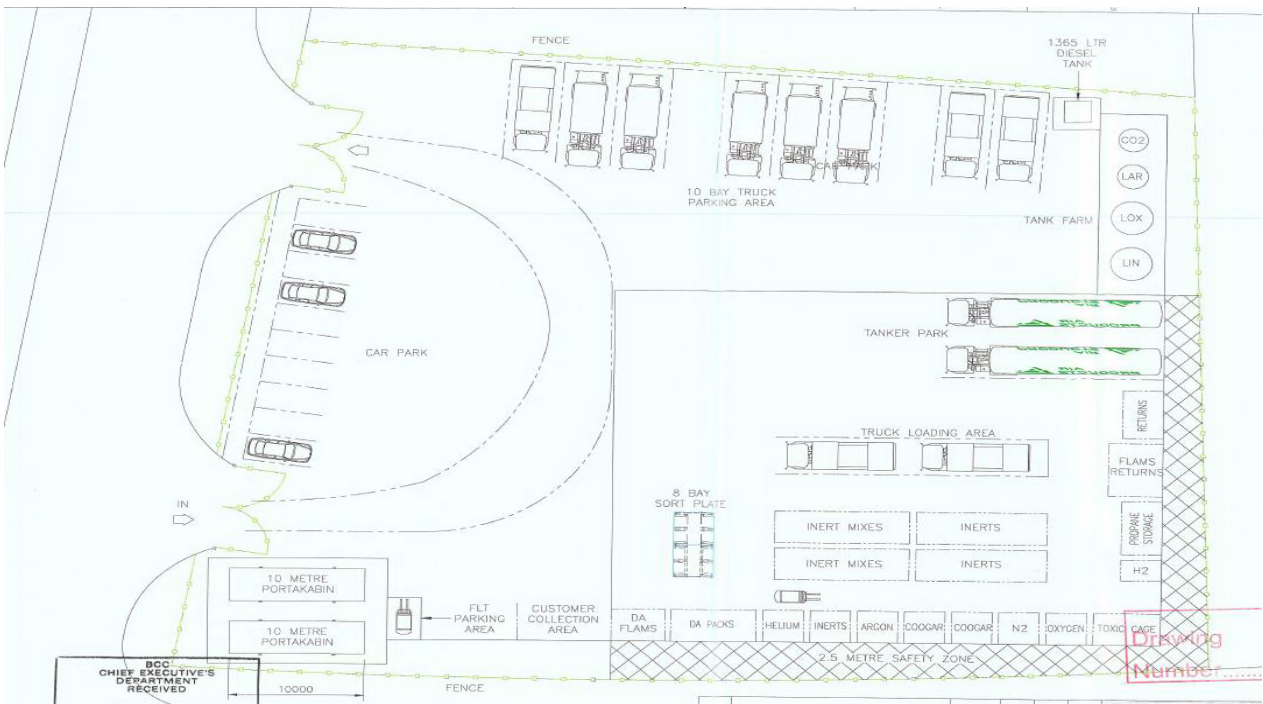 FENCE
1365 LTR
DIESEL
TANK
CO2
LAR
10 BAY TRUCK
PARKING AREA
TANK FARM
LOX
LIN
TANKER PARK
CAR PARK
RETURNS
TRUCK LOADING AREA
FLAMS
RETURNS
8 BAY
SORT PLATE
IN
INERT MIXES
INERTS
PROPANE
STORAGE
INERT MIXES
INERTS
H2
10 METRE
PORTAKABIN
FLT
PARKING
AREA
CUSTOMER
COLLECTION
AREA
DA
FLAMS
DA PACKS
HELIUM
INERTS
ARGON
COOGAR
COOGAR
N2
OXYGEN
TOXIC CAGE
10 METRE
PORTAKABIN
Drawing
Number
2.5 METRE SAFETY ZONE
BCC
CHIEF EXECUTIVE'S
DEPARTMENT
RECEIVED
10000
FENCE